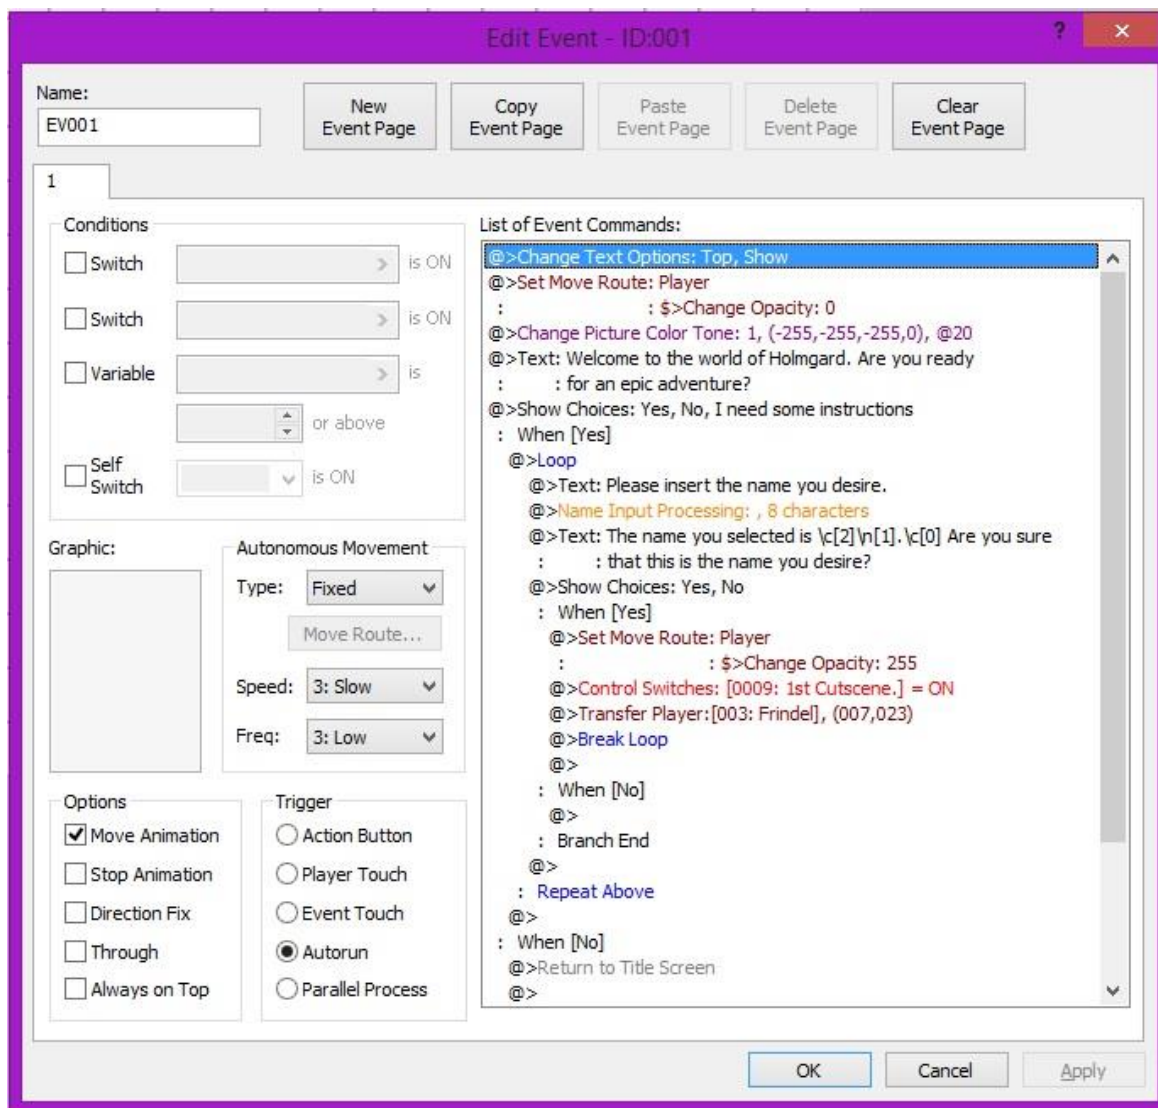 Edit Event - ID:001
?
×
Name:
EV001
New
Event Page
Copy
Event Page
Paste
Event Page
Delete
Event Page
Clear
Event Page
1
Conditions
Switch
is ON
Switch
is ON
Variable
is
or above
Self
Switch
is ON
Graphic:
Autonomous Movement
Type:
Fixed
Move Route...
Speed:
3: Slow
Freq:
3: Low
Options
Move Animation
Stop Animation
Direction Fix
Through
Always on Top
Trigger
Action Button
Player Touch
Event Touch
Autorun
Parallel Process
List of Event Commands:
@>Change Text Options: Top, Show
@>Set Move Route: Player
: : $>Change Opacity: 0
@>Change Picture Color Tone: 1, (-255,-255,-255,0), @20
@>Text: Welcome to the world of Holmgard. Are you ready
: : for an epic adventure?
@>Show Choices: Yes, No, I need some instructions
: When [Yes]
@>Loop
@>Text: Please insert the name you desire.
@>Name Input Processing: , 8 characters
@>Text: The name you selected is \c[2]\n[1].\c[0] Are you sure
: : that this is the name you desire?
@>Show Choices: Yes, No
: When [Yes]
@>Set Move Route: Player
: : $>Change Opacity: 255
@>Control Switches: [0009: 1st Cutscene.] = ON
@>Transfer Player:[003: Frindel], (007,023)
@>Break Loop
@>
: When [No]
@>
: Branch End
@>
: Repeat Above
@>
: When [No]
@>Return to Title Screen
@>
OK
Cancel
Apply